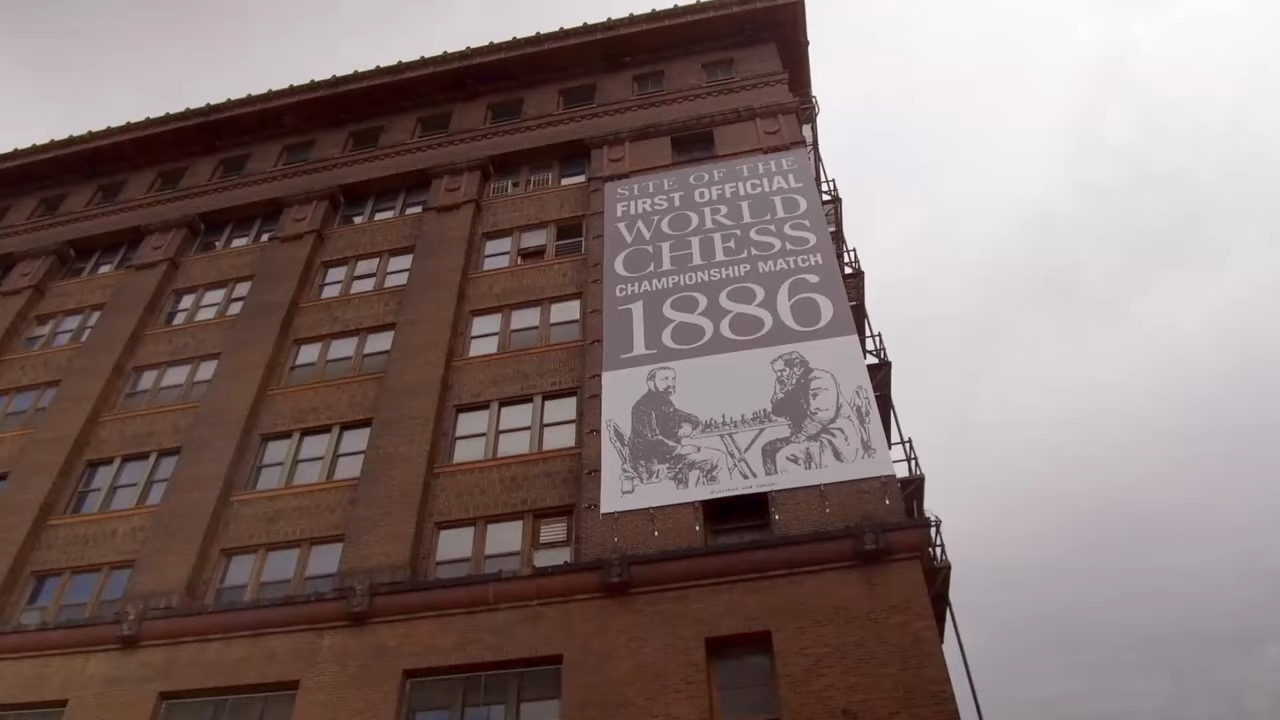 SITE OF THE
FIRST OFFICIAL
WORLD
CHESS
CHAMPIONSHIP MATCH
1886